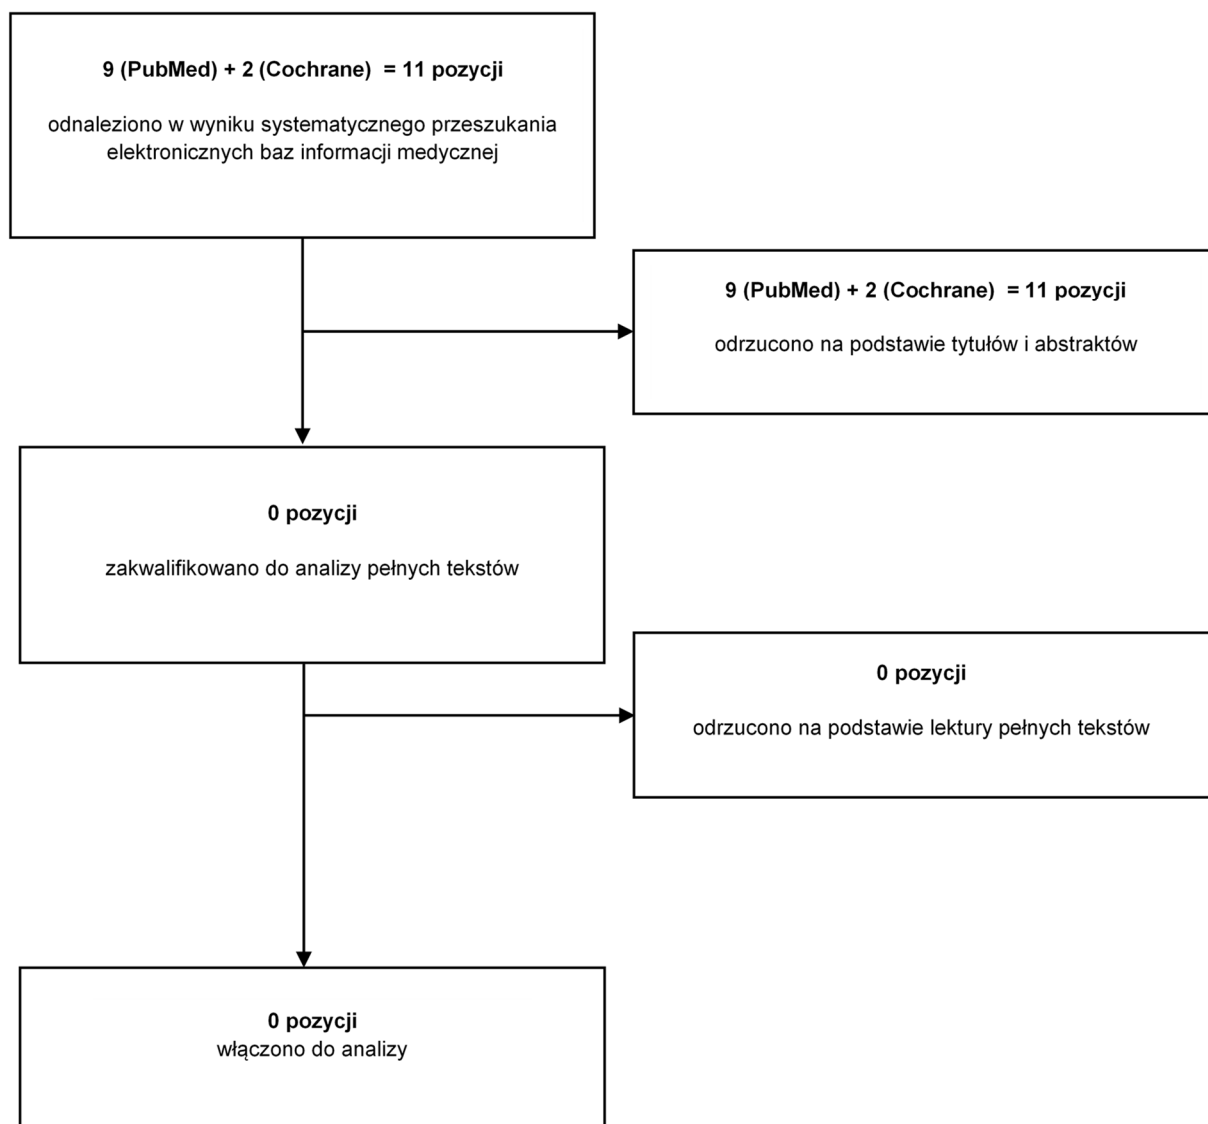 9 (PubMed) + 2 (Cochrane) = 11 pozycji
odnaleziono w wyniku systematycznego przeszukania
elektronicznych baz informacji medycznej
9 (PubMed) + 2 (Cochrane) = 11 pozycji
odrzucono na podstawie tytułów i abstraktów
0 pozycji
zakwalifikowano do analizy pełnych tekstów
0 pozycji
odrzucono na podstawie lektury pełnych tekstów
0 pozycji
włączono do analizy